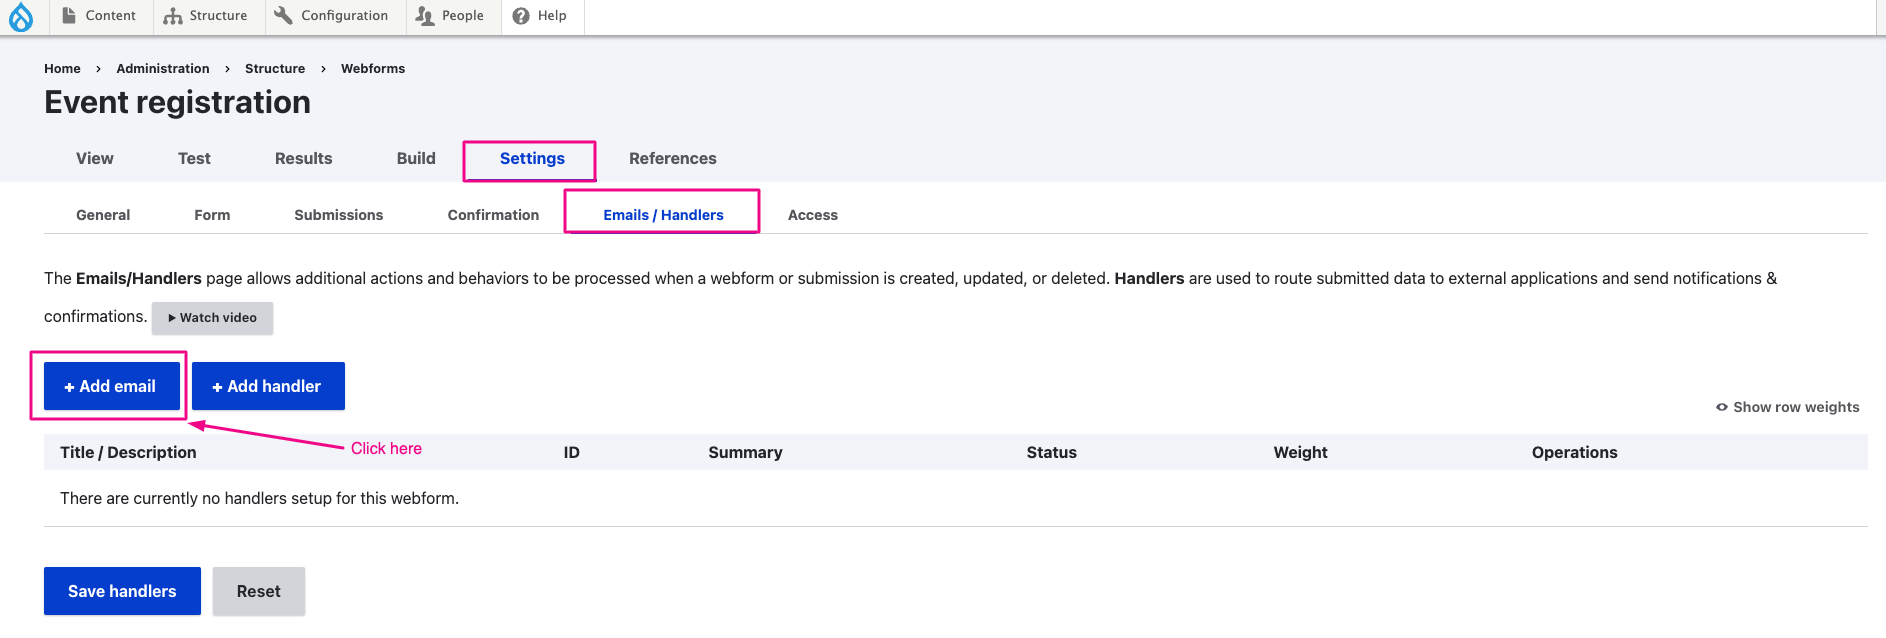 Content Structure Configuration People Help
Home › Administration › Structure › Webforms
Event registration
View Test Results Build Settings References
General Form Submissions Confirmation Emails / Handlers Access
The Emails/Handlers page allows additional actions and behaviors to be processed when a webform or submission is created, updated, or deleted. Handlers are used to route submitted data to external applications and send notifications &
confirmations. Watch video
+ Add email + Add handler
Show row weights
Click here
Title / Description ID Summary Status Weight Operations
There are currently no handlers setup for this webform.
Save handlers Reset